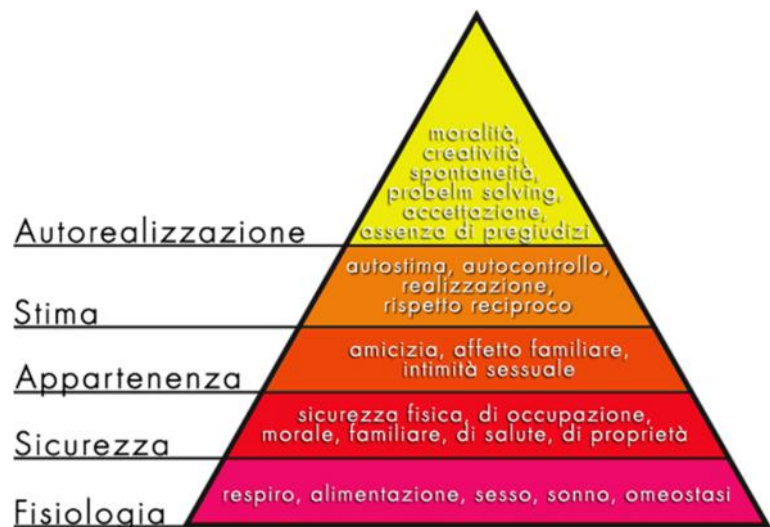 moralità,
creatività,
spontaneità,
probelm solving,
accettazione,
assenza di pregiudizi
Autorealizzazione
autostima, autocontrollo,
realizzazione,
rispetto reciproco
Stima
amicizia, affetto familiare,
intimità sessuale
Appartenenza
sicurezza fisica, di occupazione,
morale, familiare, di salute, di proprietà
Sicurezza
respiro, alimentazione, sesso, sonno, omeostasi
Fisiologia